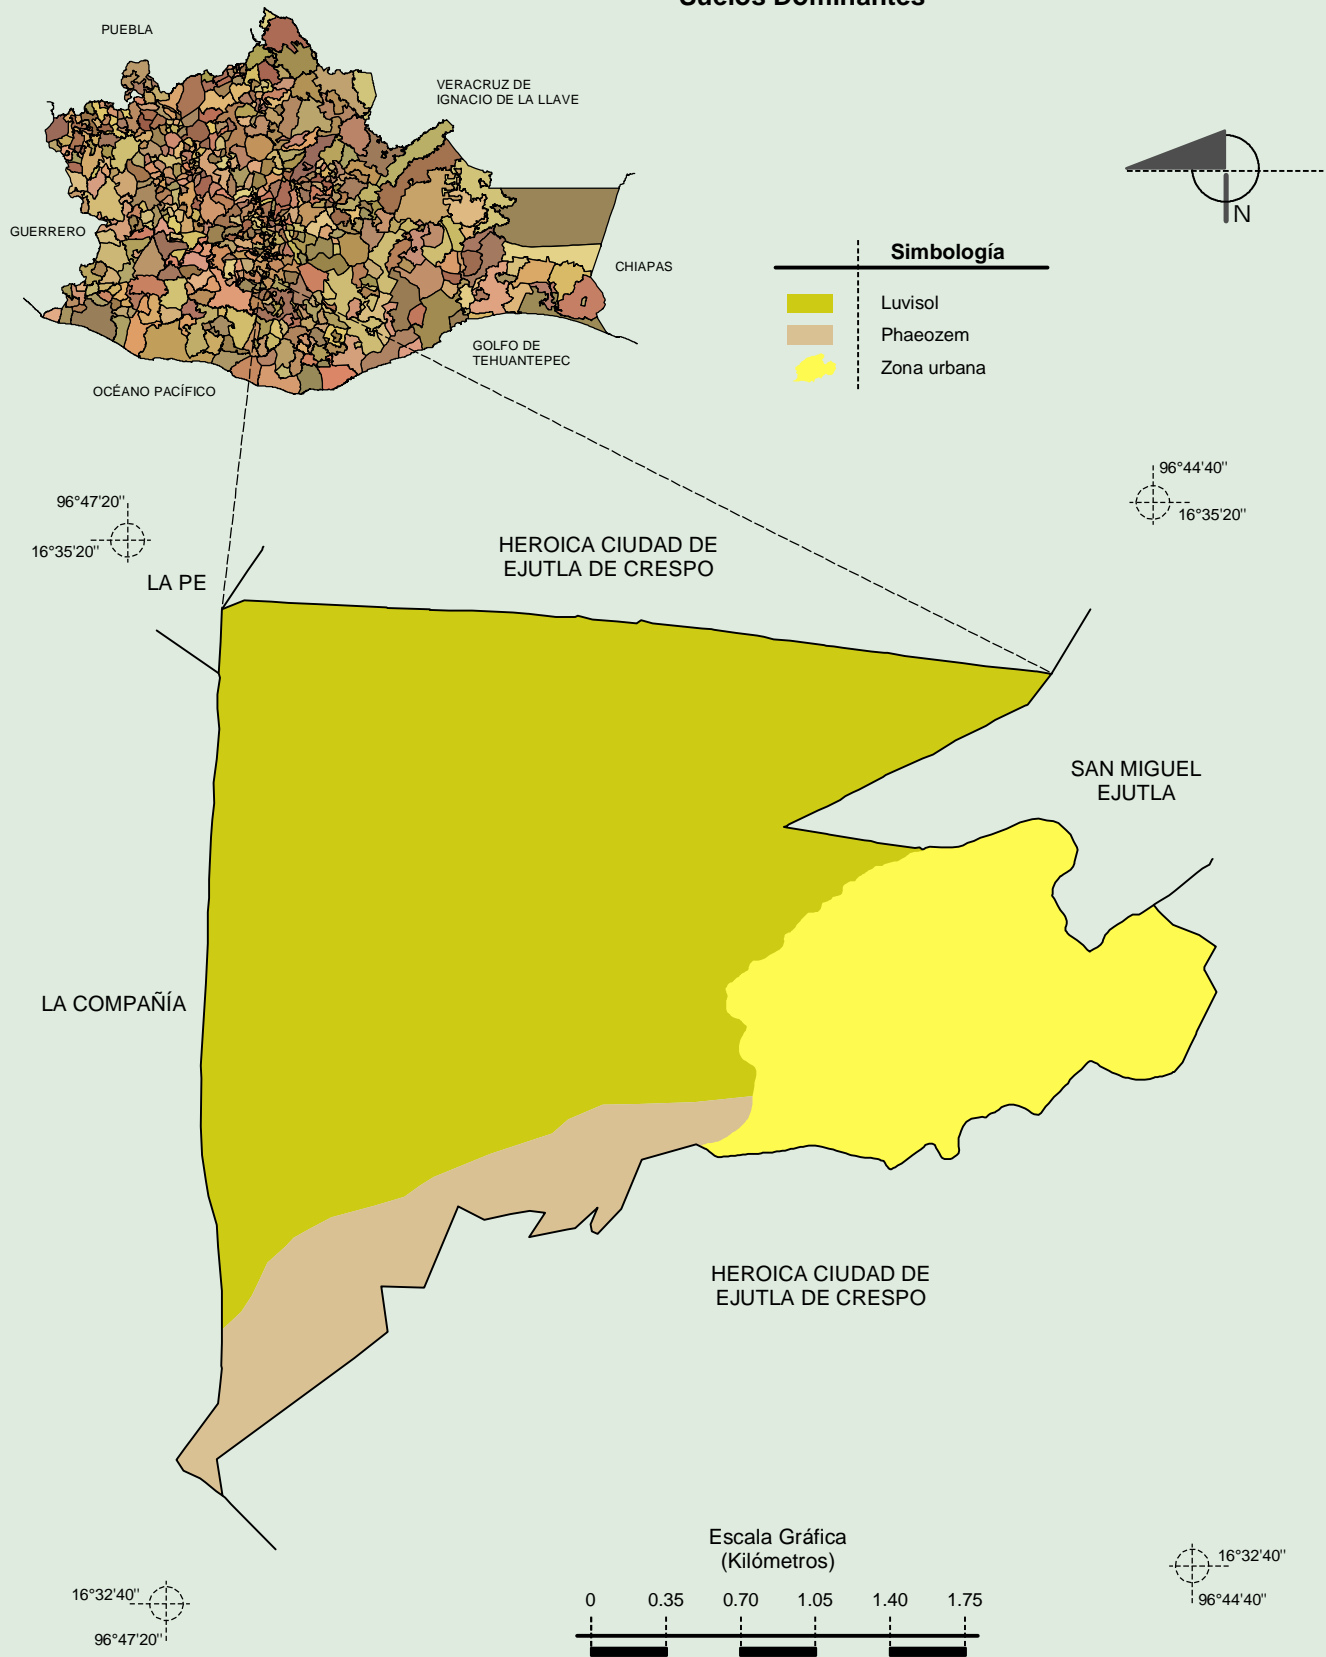 Suelos Dominantes
PUEBLA
VERACRUZ DE
IGNACIO DE LA LLAVE
GUERRERO
CHIAPAS
GOLFO DE
TEHUANTEPEC
OCÉANO PACÍFICO
N
Simbología
Luvisol
Phaeozem
Zona urbana
96°47'20"
16°35'20"
96°44'40"
16°35'20"
HEROICA CIUDAD DE
EJUTLA DE CRESPO
LA PE
SAN MIGUEL
EJUTLA
LA COMPAÑÍA
HEROICA CIUDAD DE
EJUTLA DE CRESPO
Escala Gráfica
(Kilómetros)
0 0.35 0.70 1.05 1.40 1.75
16°32'40"
96°47'20"
16°32'40"
96°44'40"